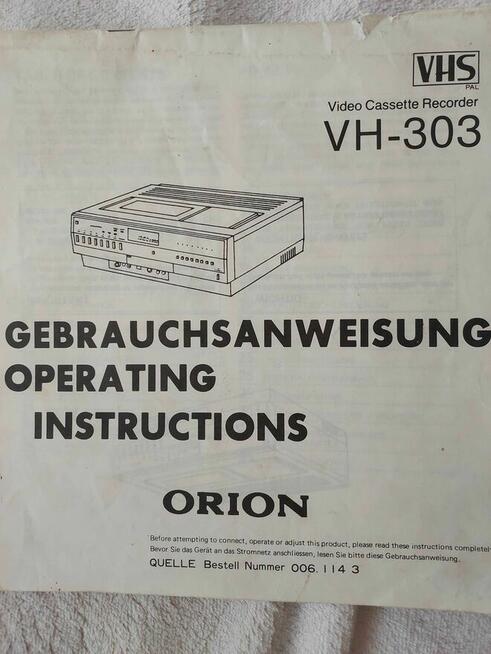 VHS
PAL
Video Cassette Recorder
VH-303
GEBRAUCHSANWEISUNG
OPERATING
INSTRUCTIONS
ORION
Before attempting to connect, operate or adjust this product, please read these instructions completel
Bevor Sie das Gerät an das Stromnetz anschliessen, lesen Sie bitte diese Gebrauchsanweisung.
QUELLE Bestell Nummer 006.114 3